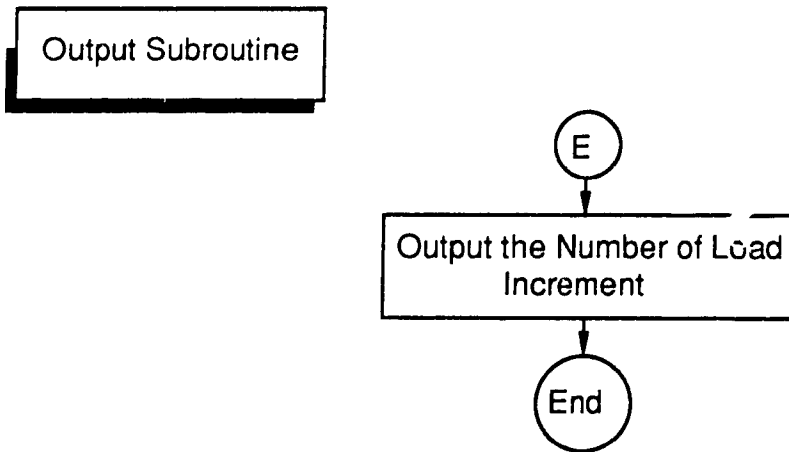 Output Subroutine
E
Output the Number of Load
Increment
End